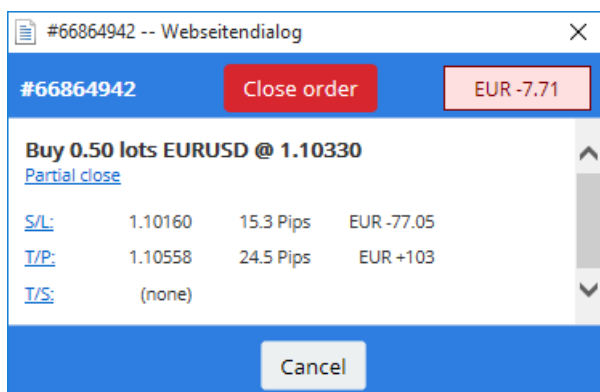 #66864942 -- Webseitendialog
#66864942 Close order EUR -7.71
Buy 0.50 lots EURUSD @ 1.10330
Partial close
S/L: 1.10160 15.3 Pips EUR -77.05
T/P: 1.10558 24.5 Pips EUR +103
T/S: (none)
Cancel